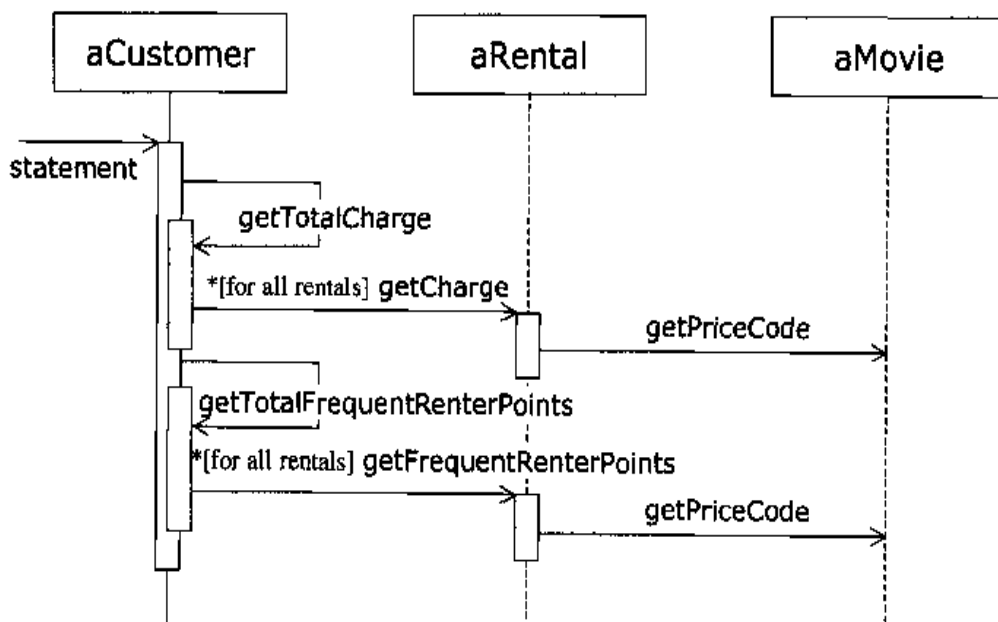 aCustomer
aRental
aMovie
statement
getTotalCharge
*[for all rentals] getCharge
getPriceCode
getTotalFrequentRenterPoints
*[for all rentals] getFrequentRenterPoints
getPriceCode